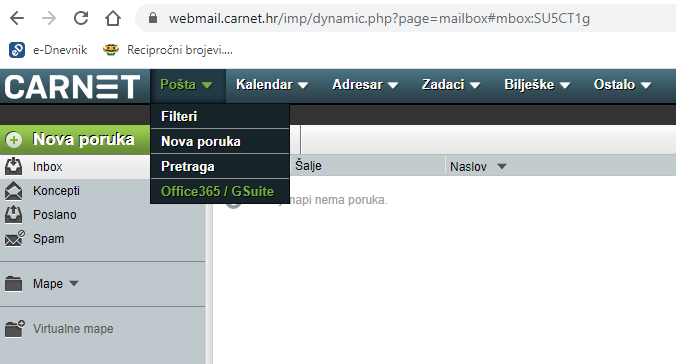 webmail.carnet.hr/imp/dynamic.php?page=mailbox#mbox:SU5CT1g
e-Dnevnik Recipročni brojevi....
CARNET Pošta Kalendar Adresar Zadaci Bilješke Ostalo
Filteri
Nova poruka
Pretraga
Office365 / GSuite
Nova poruka
Inbox
Koncepti
Poslano
Spam
Mape
Virtualne mape
Šalje Naslov
napi nema poruka.